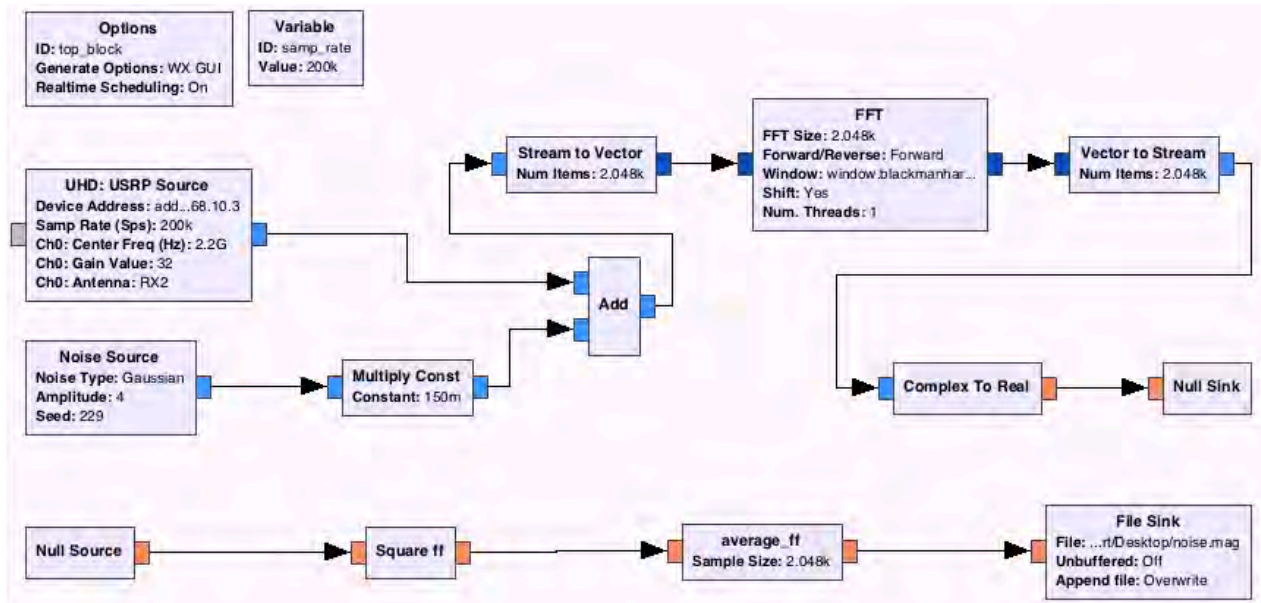 Options
ID: top_block
Generate Options: WX GUI
Realtime Scheduling: On
Variable
ID: samp_rate
Value: 200k
UHD: USRP Source
Device Address: add...68.10.3
Samp Rate (Sps): 200k
Ch0: Center Freq (Hz): 2.2G
Ch0: Gain Value: 32
Ch0: Antenna: RX2
Noise Source
Noise Type: Gaussian
Amplitude: 4
Seed: 229
Multiply Const
Constant: 150m
Add
Stream to Vector
Num Items: 2.048k
FFT
FFT Size: 2.048k
Forward/Reverse: Forward
Window: window.blackmanhar...
Shift: Yes
Num. Threads: 1
Vector to Stream
Num Items: 2.048k
Complex To Real
Null Sink
Null Source
Square ff
average_ff
Sample Size: 2.048k
File Sink
File: ...rt/Desktop/noise.mag
Unbuffered: Off
Append file: Overwrite